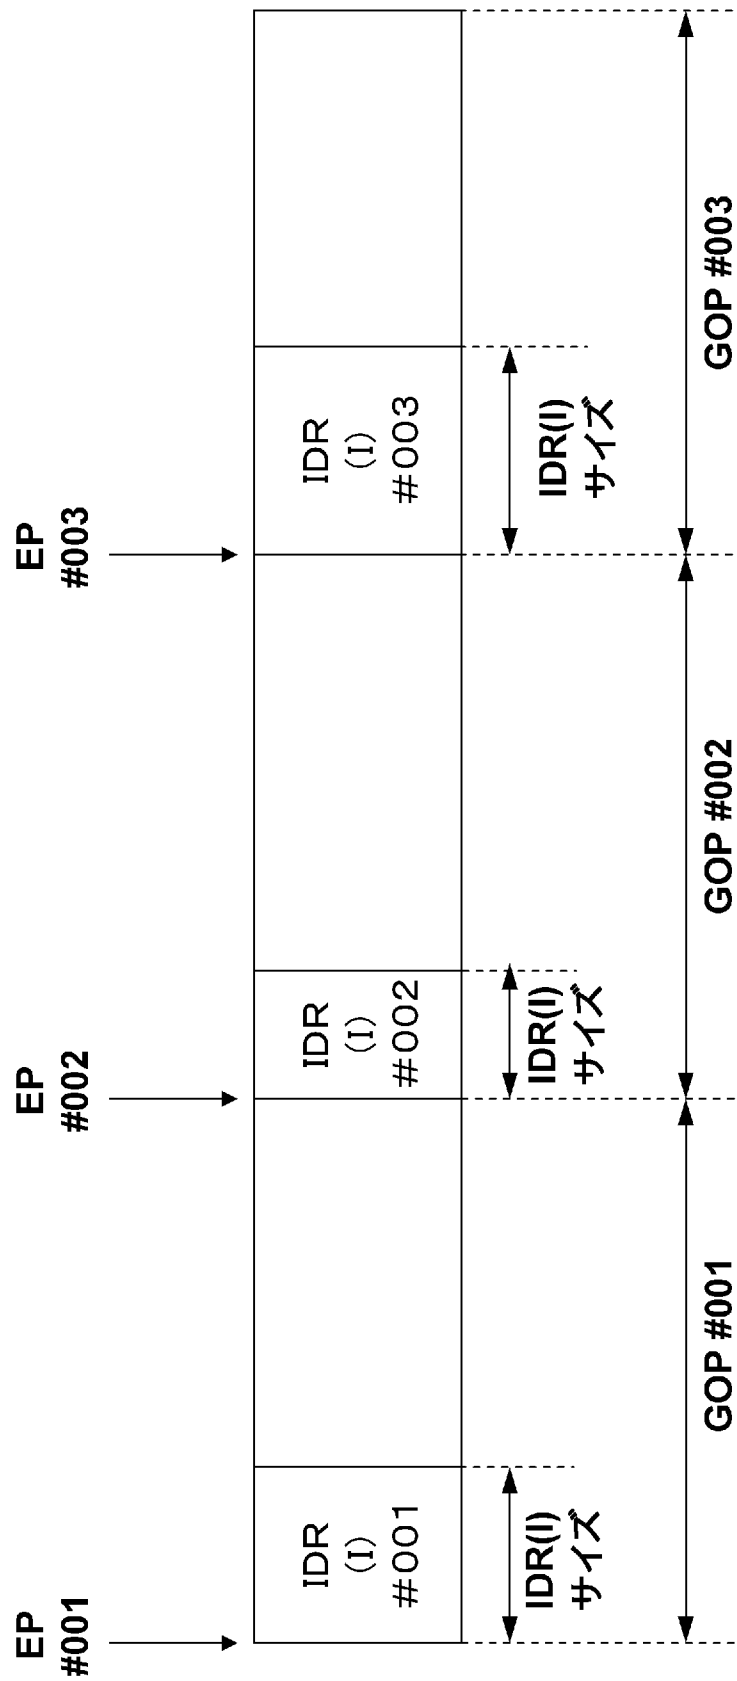 EP
#001
EP
#002
EP
#003
IDR
(I)
#001
IDR
(I)
#002
IDR
(I)
#003
IDR(I)
サイズ
IDR(I)
サイズ
IDR(I)
サイズ
GOP #001
GOP #002
GOP #003